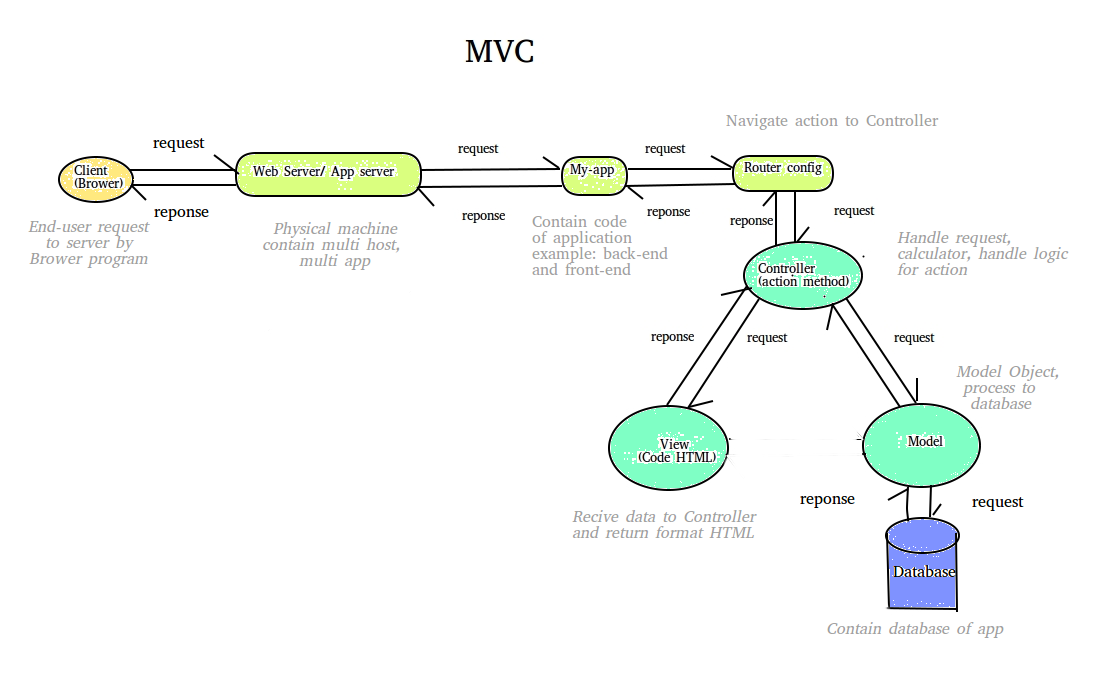 MVC
Navigate action to Controller
request
request
request
Client
(Brower)
Web Server/ App server
My-app
Router config
reponse
reponse
reponse
reponse
request
End-user request
to server by
Brower program
Physical machine
contain multi host,
multi app
Contain code
of application
example: back-end
and front-end
Handle request,
calculator, handle logic
for action
Controller
(action method)
reponse
request
request
Model Object,
process to
database
View
(Code HTML)
Model
reponse
request
Recive data to Controller
and return format HTML
Database
Contain database of app